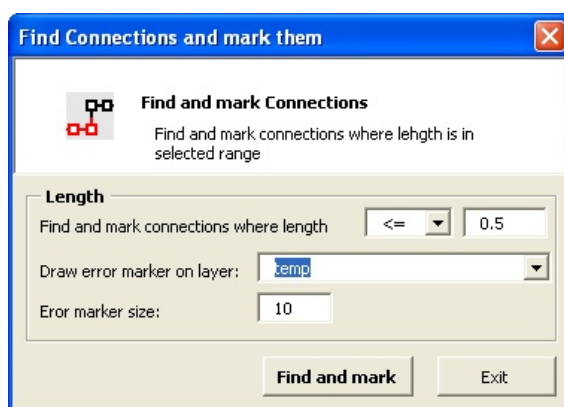 Find Connections and mark them
Find and mark Connections
Find and mark connections where lehgth is in
selected range
Length
Find and mark connections where length <= 0.5
Draw error marker on layer: temp
Eror marker size: 10
Find and mark Exit